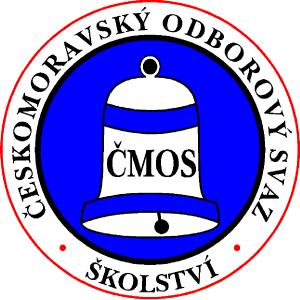 ČESKOMORAVSKÝ ODBOROVÝ SVAZ
ČMOS
• ŠKOLSTVÍ •